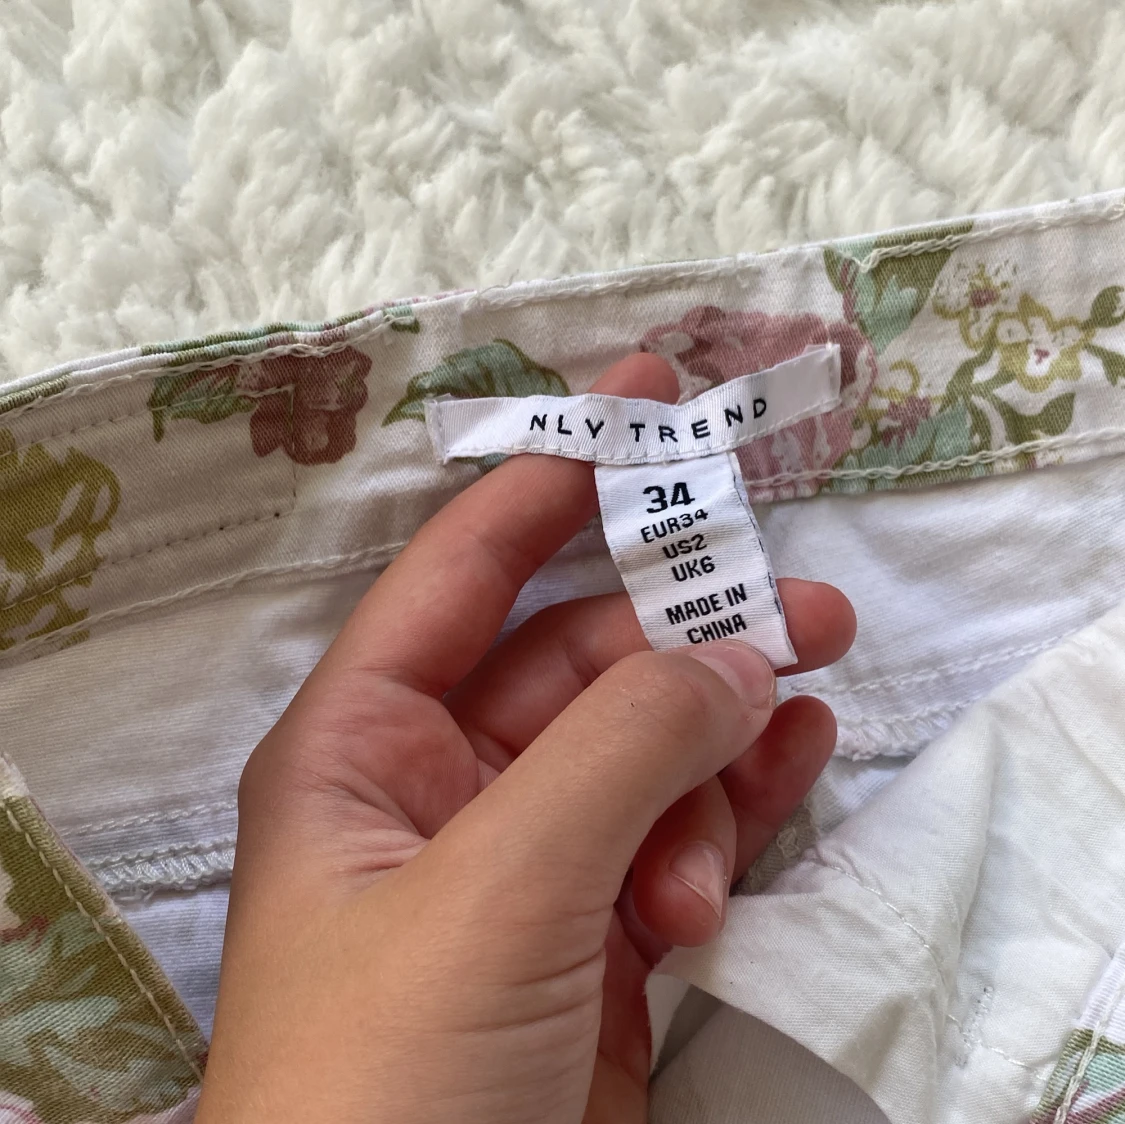 NLY TREND
34
EUR34
US2
UK6
MADE IN
CHINA